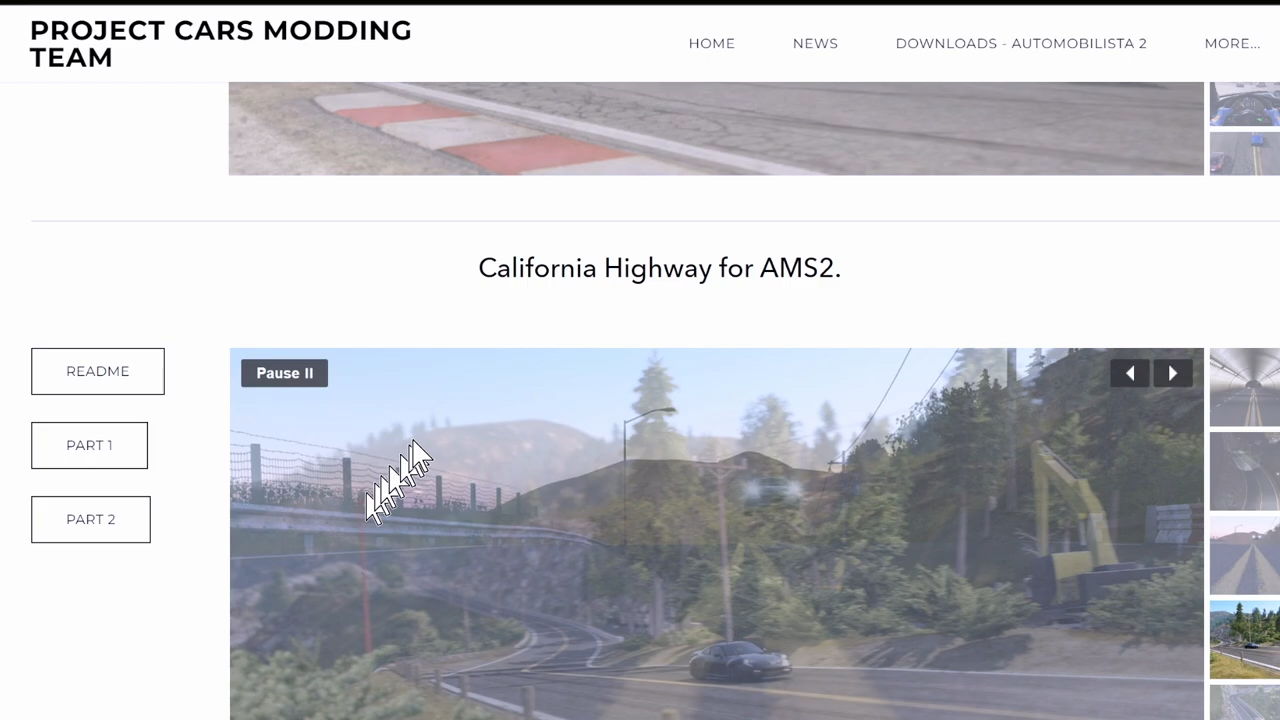 PROJECT CARS MODDING
TEAM
HOME
NEWS
DOWNLOADS - AUTOMOBILISTA 2
MORE...
California Highway for AMS2.
README
Pause II
PART 1
PART 2